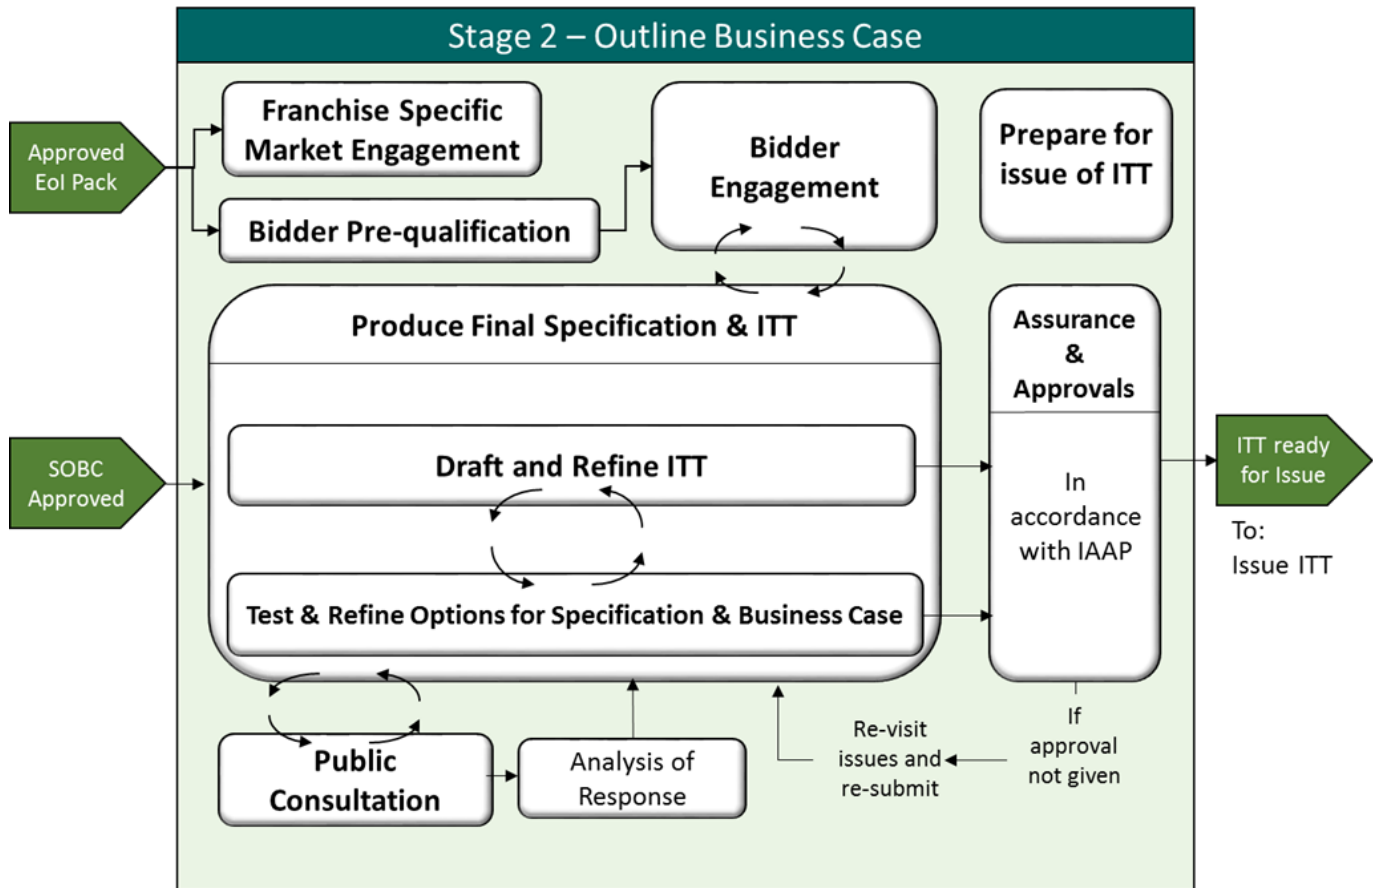 Stage 2 – Outline Business Case
Approved
EoI Pack
Franchise Specific
Market Engagement
Bidder Pre-qualification
Bidder
Engagement
Prepare for
issue of ITT
SOBC
Approved
Produce Final Specification & ITT
Draft and Refine ITT
Test & Refine Options for Specification & Business Case
Assurance
&
Approvals
In
accordance
with IAAP
ITT ready
for Issue
To:
Issue ITT
Public
Consultation
Analysis of
Response
Re-visit
issues and
re-submit
If
approval
not given